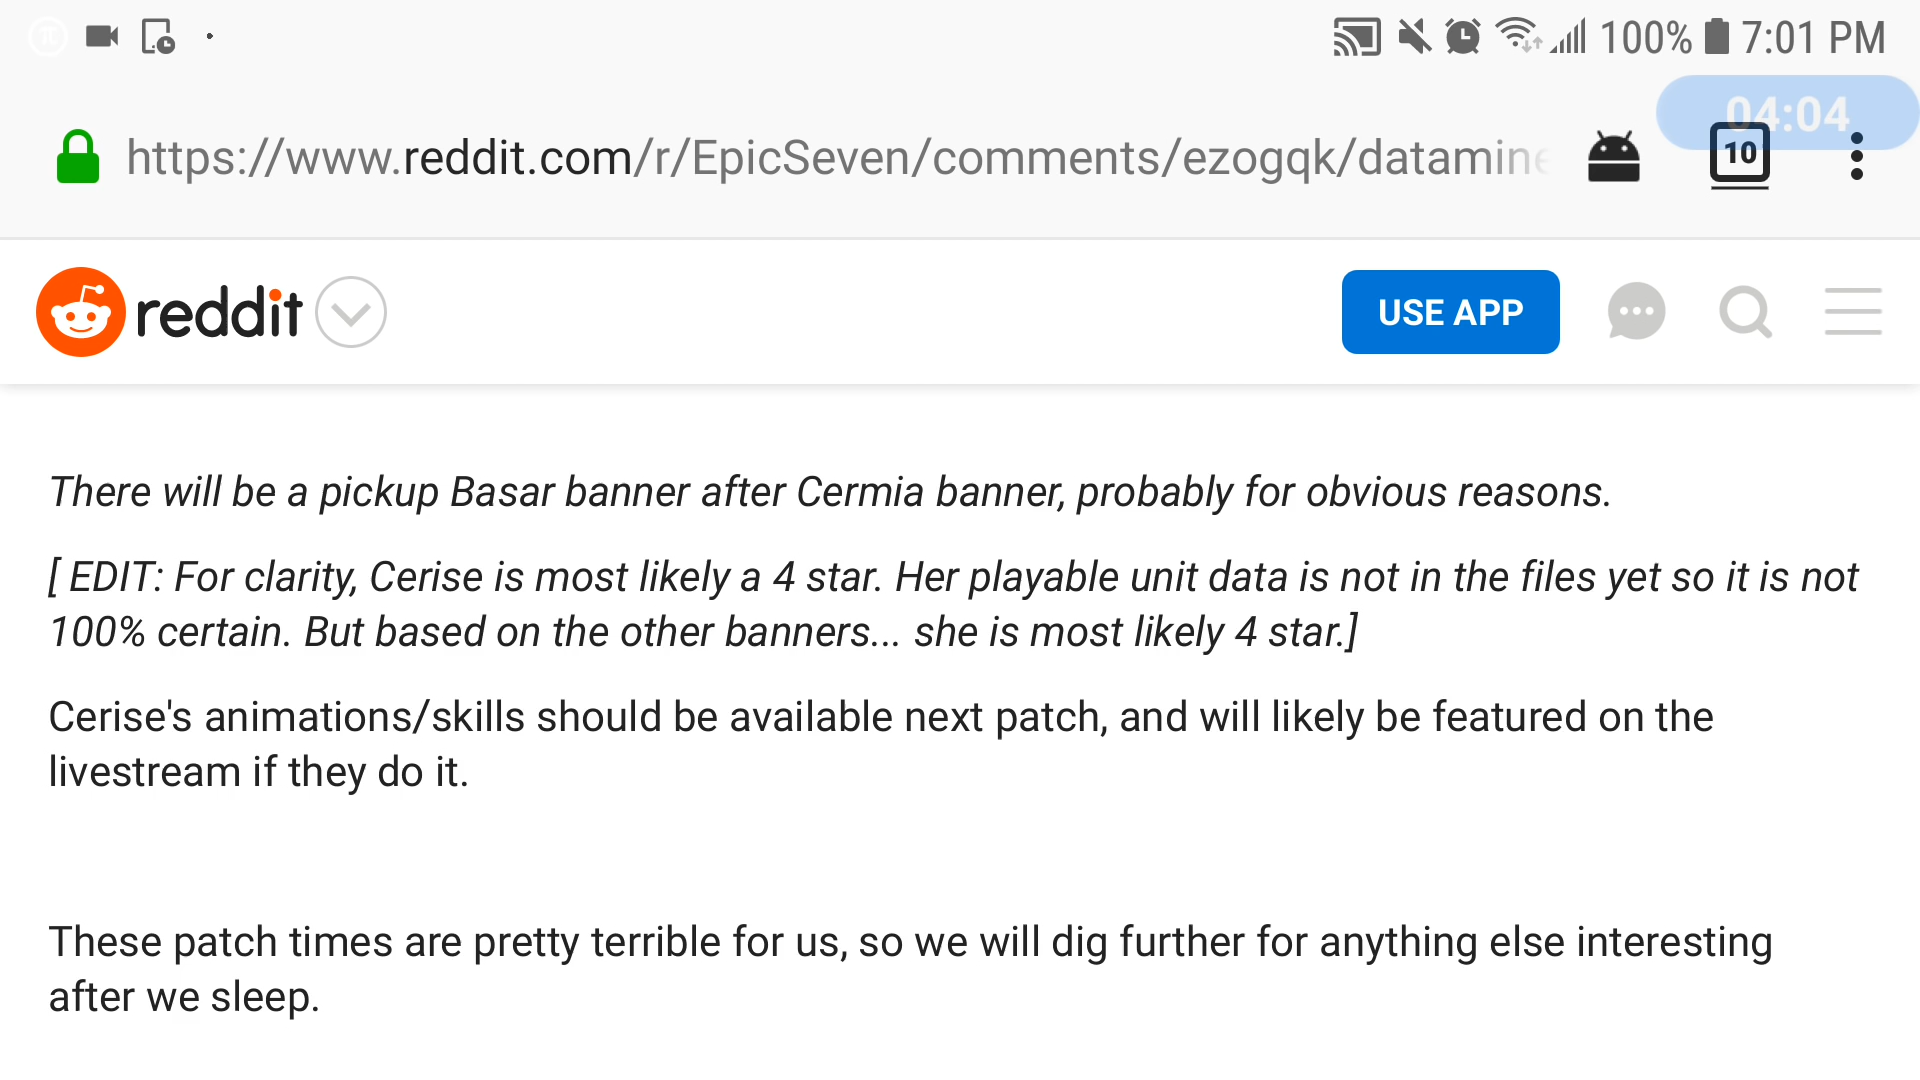 100% 7:01 PM
04:04
https://www.reddit.com/r/EpicSeven/comments/ezogqk/datamine
10
reddit
USE APP
There will be a pickup Basar banner after Cermia banner, probably for obvious reasons.
[ EDIT: For clarity, Cerise is most likely a 4 star. Her playable unit data is not in the files yet so it is not
100% certain. But based on the other banners... she is most likely 4 star.]
Cerise's animations/skills should be available next patch, and will likely be featured on the
livestream if they do it.
These patch times are pretty terrible for us, so we will dig further for anything else interesting
after we sleep.